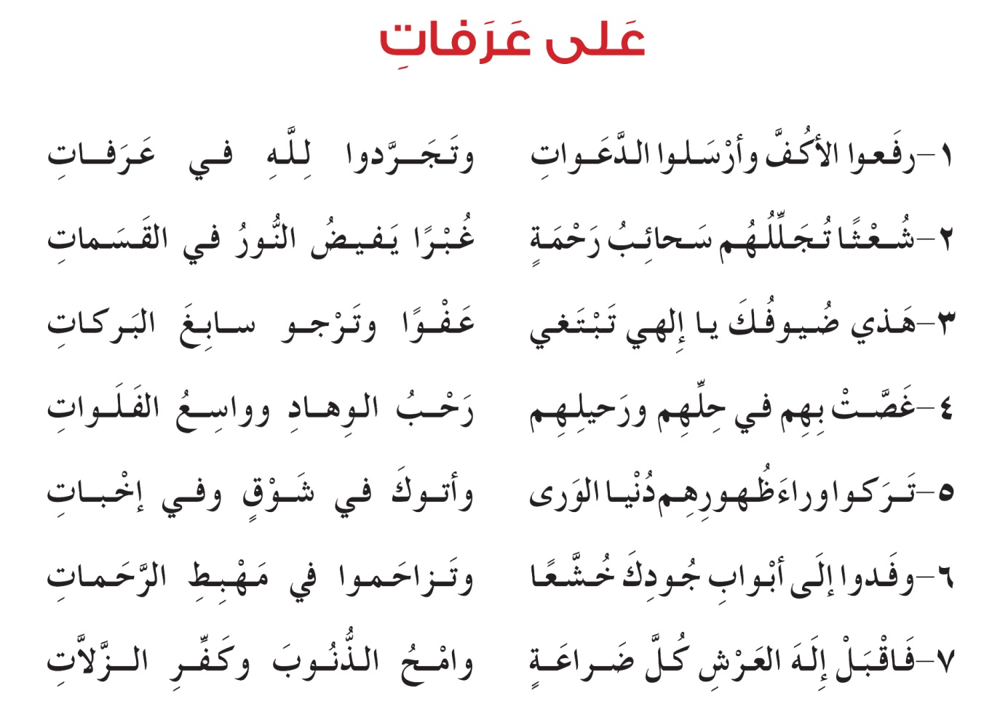 عَلى عَرَفاتِ
١- رفَعوا الأكُفَّ وأرْسَلوا الدَّعَواتِ وتَجَرَّدوا لِلَّهِ في عَرَفاتِ
٢- شُعْثًا تُجَلِّلُهُم سَحائِبُ رَحْمَةٍ غُبْرًا يَفيضُ النُّورُ في القَسَماتِ
٣- هَذي ضُيوفُكَ يا إِلهي تَبْتَغي عَفْوًا وتَرْجو سابِغَ البَركاتِ
٤- غَصَّتْ بِهِم في حِلِّهِم ورَحيلِهِم رَحْبُ الوِهادِ وواسِعُ الفَلَواتِ
٥- تَرَكوا وراءَ ظُهورِهِم دُنْيا الوَرى وأتوكَ في شَوْقٍ وفي إخْباتِ
٦- وفَدوا إلَى أبْوابِ جُودِكَ خُشَّعًا وتَزاحَموا في مَهْبِطِ الرَّحَماتِ
٧- فَاقْبَلْ إِلَهَ العَرْشِ كُلَّ ضَراعَةٍ وامْحُ الذُّنُوبَ وكَفِّرِ الزَّلاَّتِ